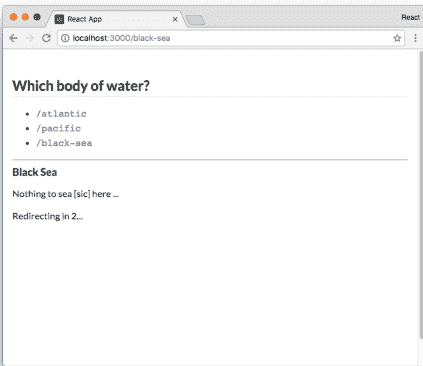 React App
React
localhost:3000/black-sea
Which body of water?
/atlantic
/pacific
/black-sea
Black Sea
Nothing to sea [sic] here ...
Redirecting in 2...